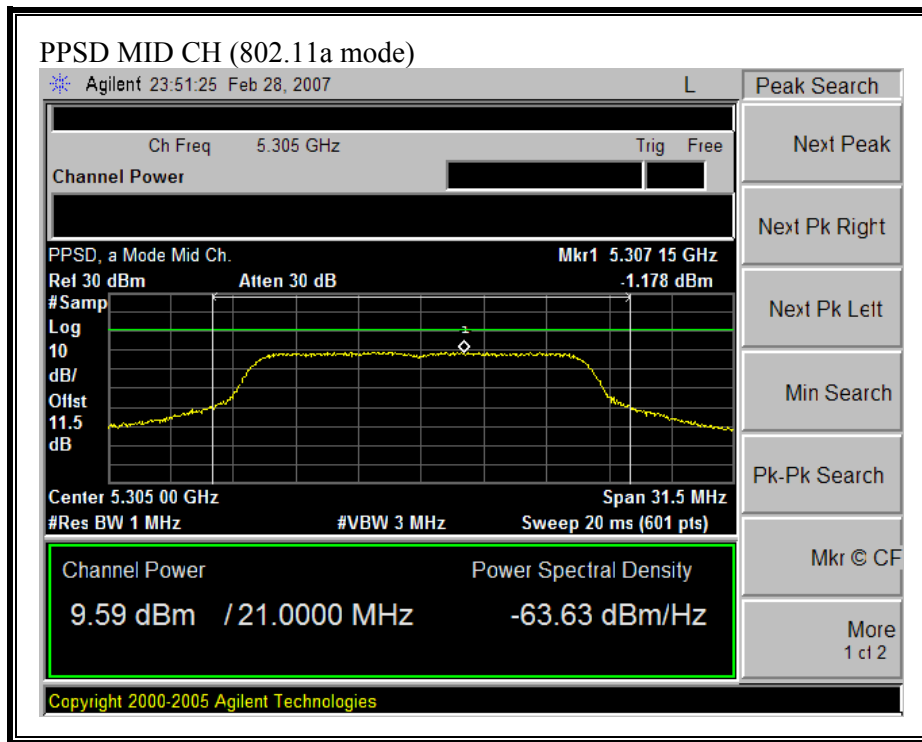 PPSD MID CH (802.11a mode)
Agilent 23:51:25 Feb 28, 2007 L
Peak Search
Ch Freq 5.305 GHz Trig Free
Channel Power
PPSD, a Mode Mid Ch. Mkr1 5.307 15 GHz
Ref 30 dBm Atten 30 dB -1.178 dBm
#Samp
Log
10
dB/
Offst
11.5
dB
1
Center 5.305 00 GHz Span 31.5 MHz
#Res BW 1 MHz #VBW 3 MHz Sweep 20 ms (601 pts)
Channel Power Power Spectral Density
9.59 dBm / 21.0000 MHz -63.63 dBm/Hz
Next Peak
Next Pk Right
Next Pk Left
Min Search
Pk-Pk Search
Mkr © CF
More
1 of 2
Copyright 2000-2005 Agilent Technologies